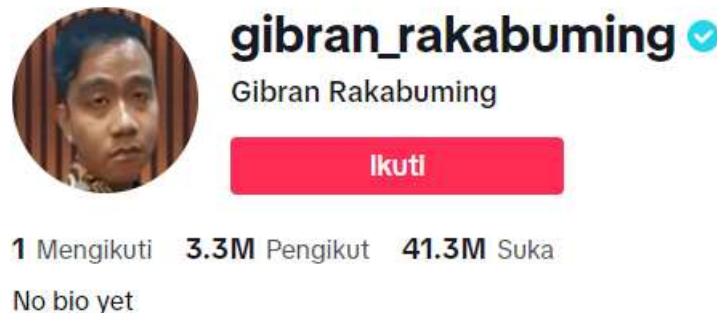 gibran_rakabuming
Gibran Rakabuming
Ikuti
1 Mengikuti 3.3M Pengikut 41.3M Suka
No bio yet